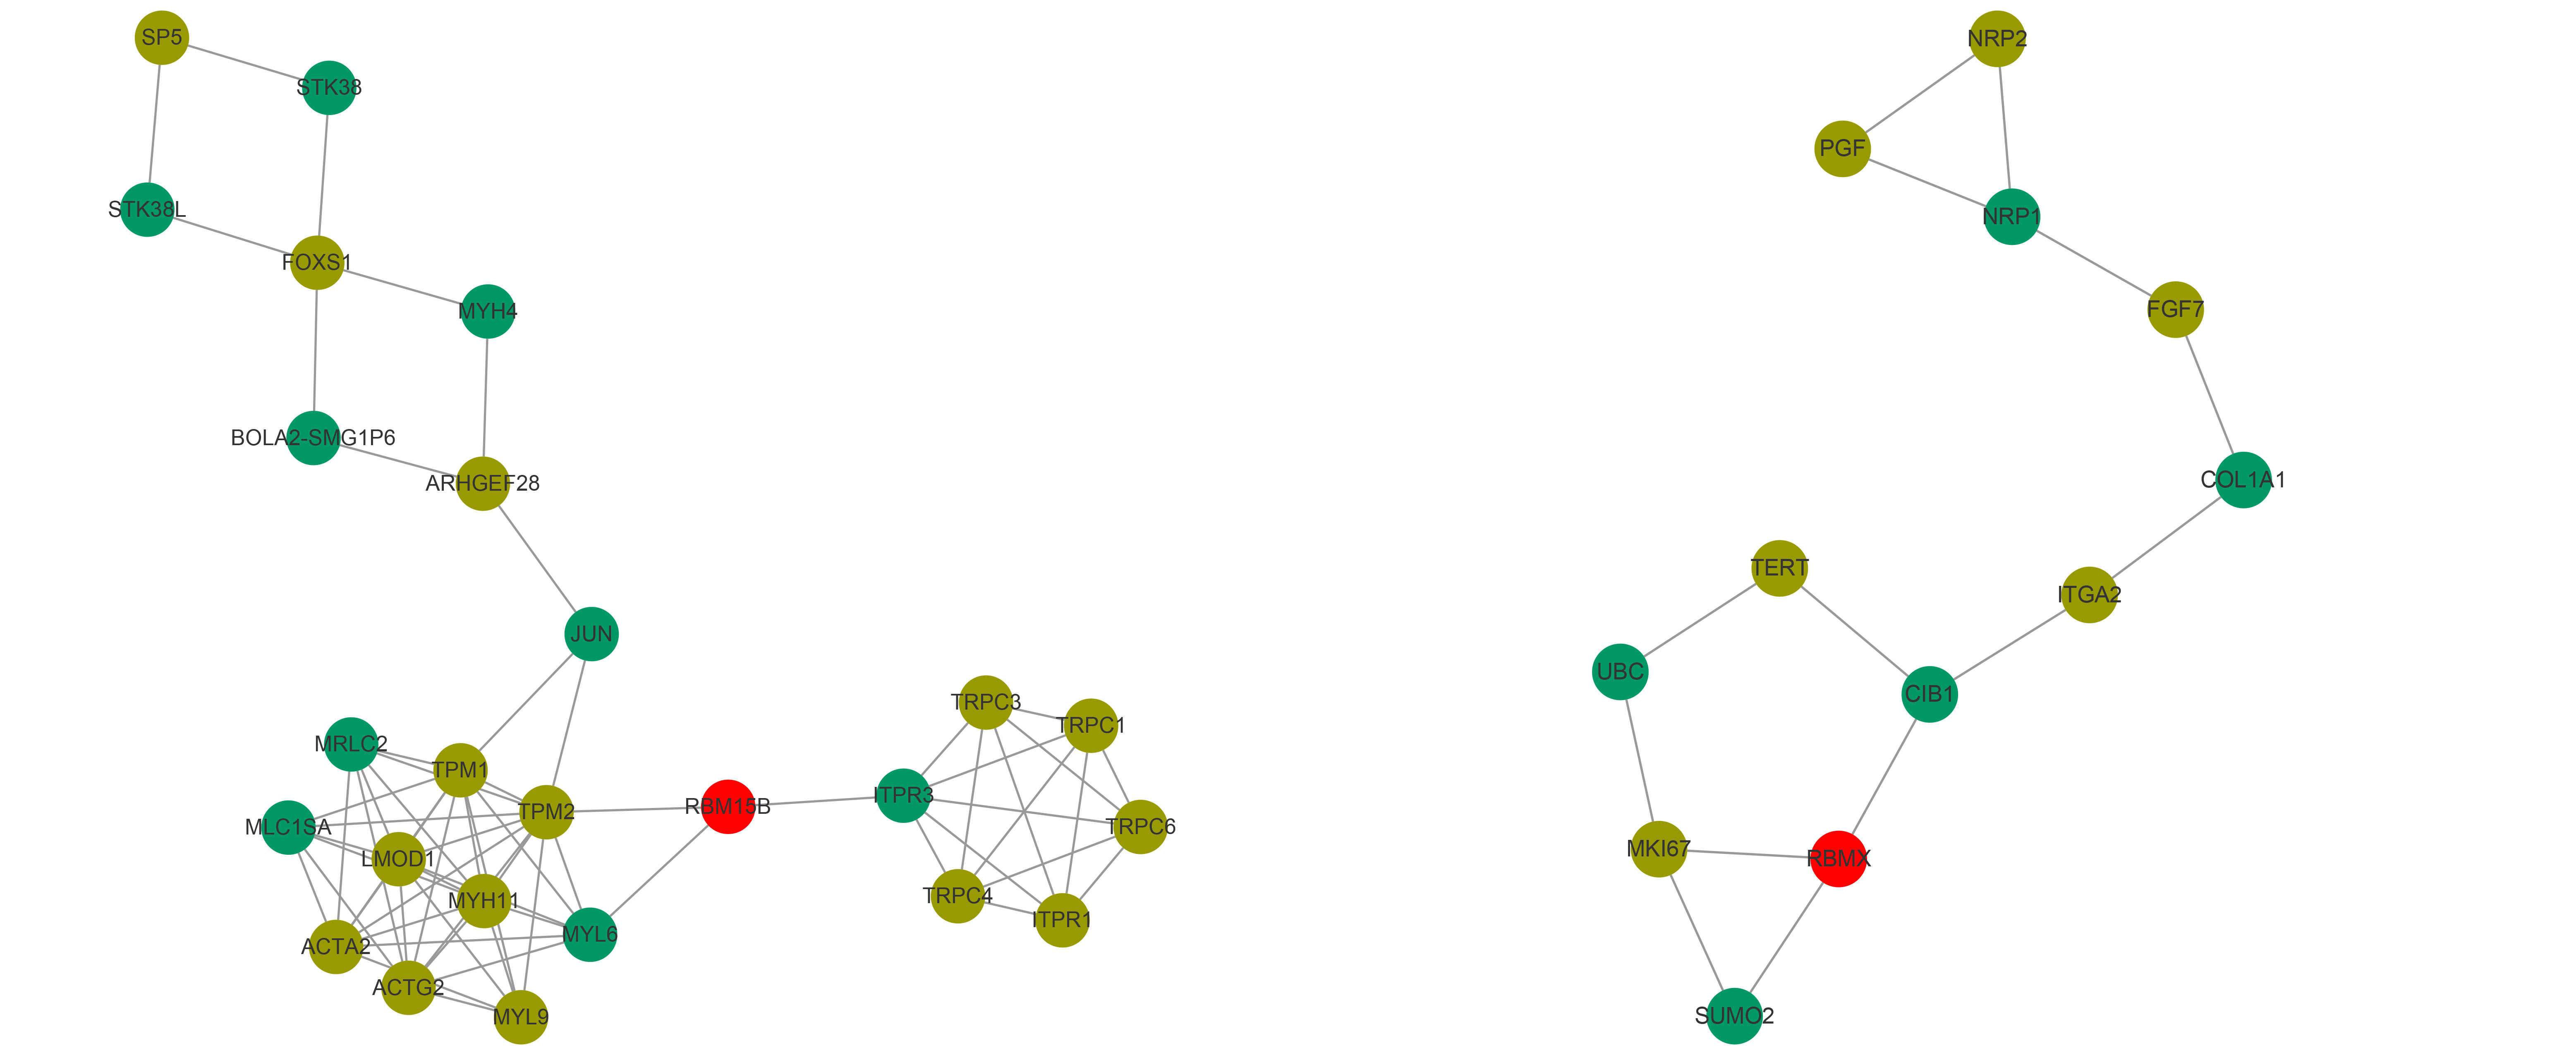 SP5
STK38
STK38L
FOXS1
MYH4
BOLA2-SMG1P6
ARHGEF28
JUN
MRLC2
TPM1
TPM2
RBM15B
MLC1SA
LMOD1
MYH11
MYL6
ACTA2
ACTG2
MYL9
TRPC3
TRPC1
ITPR3
TRPC6
TRPC4
ITPR1
NRP2
PGF
NRP1
FGF7
COL1A1
TERT
ITGA2
UBC
CIB1
MKI67
RBMX
SUMO2